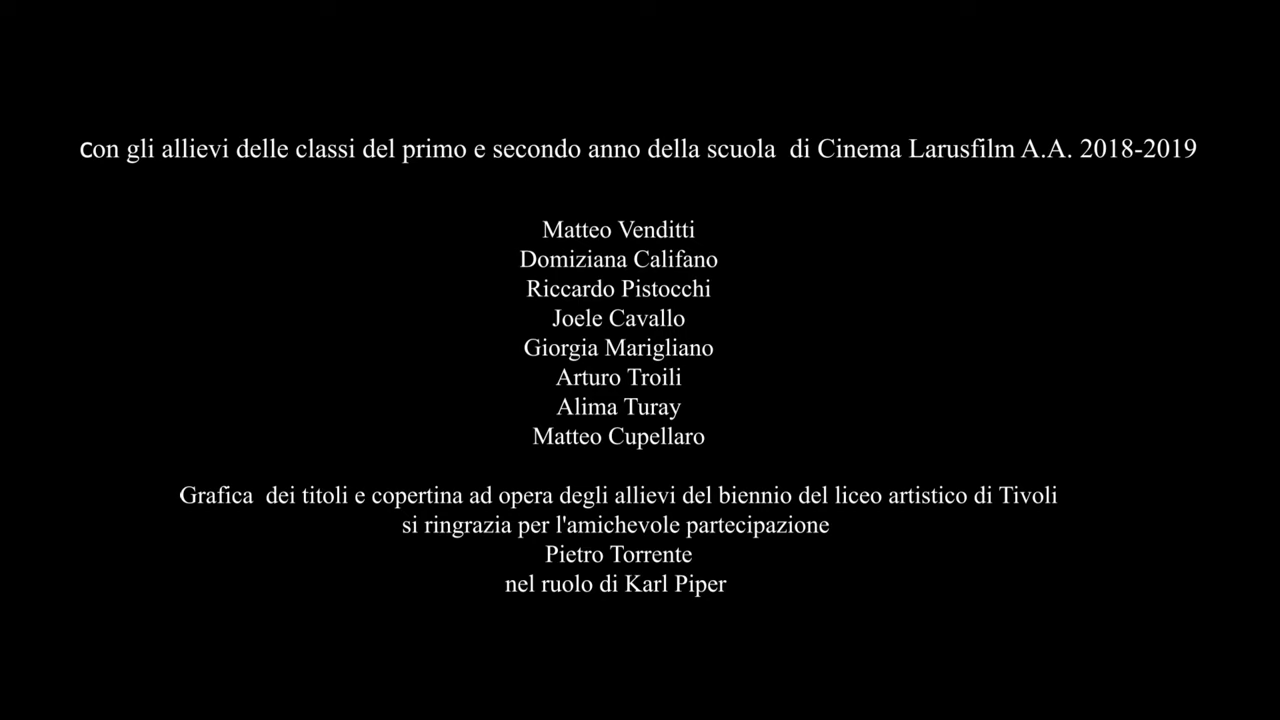 con gli allievi delle classi del primo e secondo anno della scuola di Cinema Larusfilm A.A. 2018-2019
Matteo Venditti
Domiziana Califano
Riccardo Pistocchi
Joele Cavallo
Giorgia Marigliano
Arturo Troili
Alima Turay
Matteo Cupellaro
Grafica dei titoli e copertina ad opera degli allievi del biennio del liceo artistico di Tivoli
si ringrazia per l'amichevole partecipazione
Pietro Torrente
nel ruolo di Karl Piper